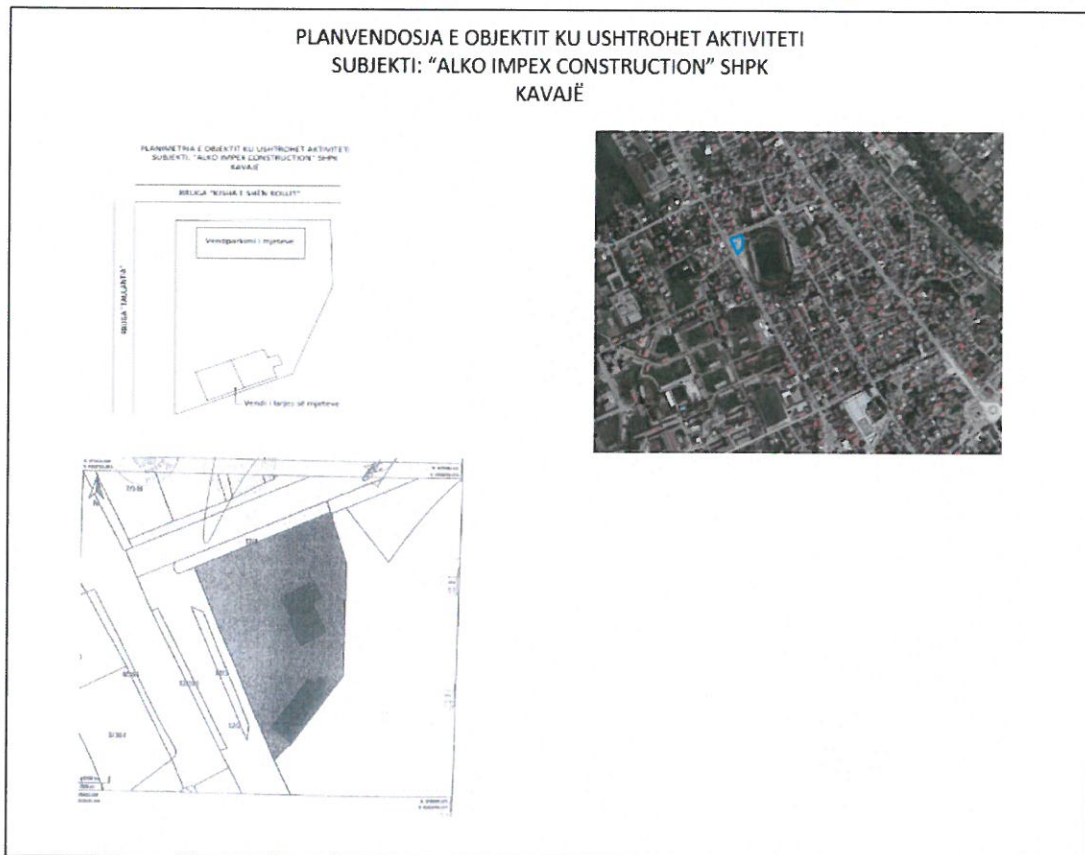 PLANVENDOSJA E OBJEKTIT KU USHTROHET AKTIVITETI
SUBJEKTI: "ALKO IMPEX CONSTRUCTION" SHPK
KAVAJË
PLANIMETRIA E OBJEKTIT KU USHTROHET AKTIVITETI
SUBJEKTI: "ALKO IMPEX CONSTRUCTION" SHPK
KAVAJË
RRUGA "KISHA E SHËN KOLLIT"
Vendparkimi i mjeteve
RRUGA "TAULANTIA"
Vendi i larjes së mjeteve
N